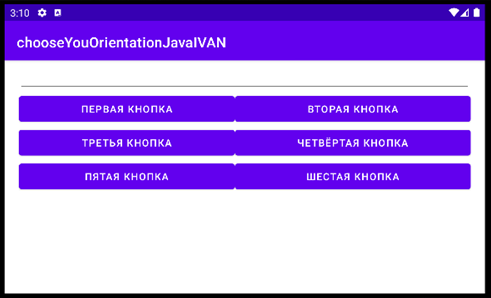 3:10
chooseYouOrientationJavaIVAN
ПЕРВАЯ КНОПКА ВТОРАЯ КНОПКА
ТРЕТЬЯ КНОПКА ЧЕТВЁРТАЯ КНОПКА
ПЯТАЯ КНОПКА ШЕСТАЯ КНОПКА